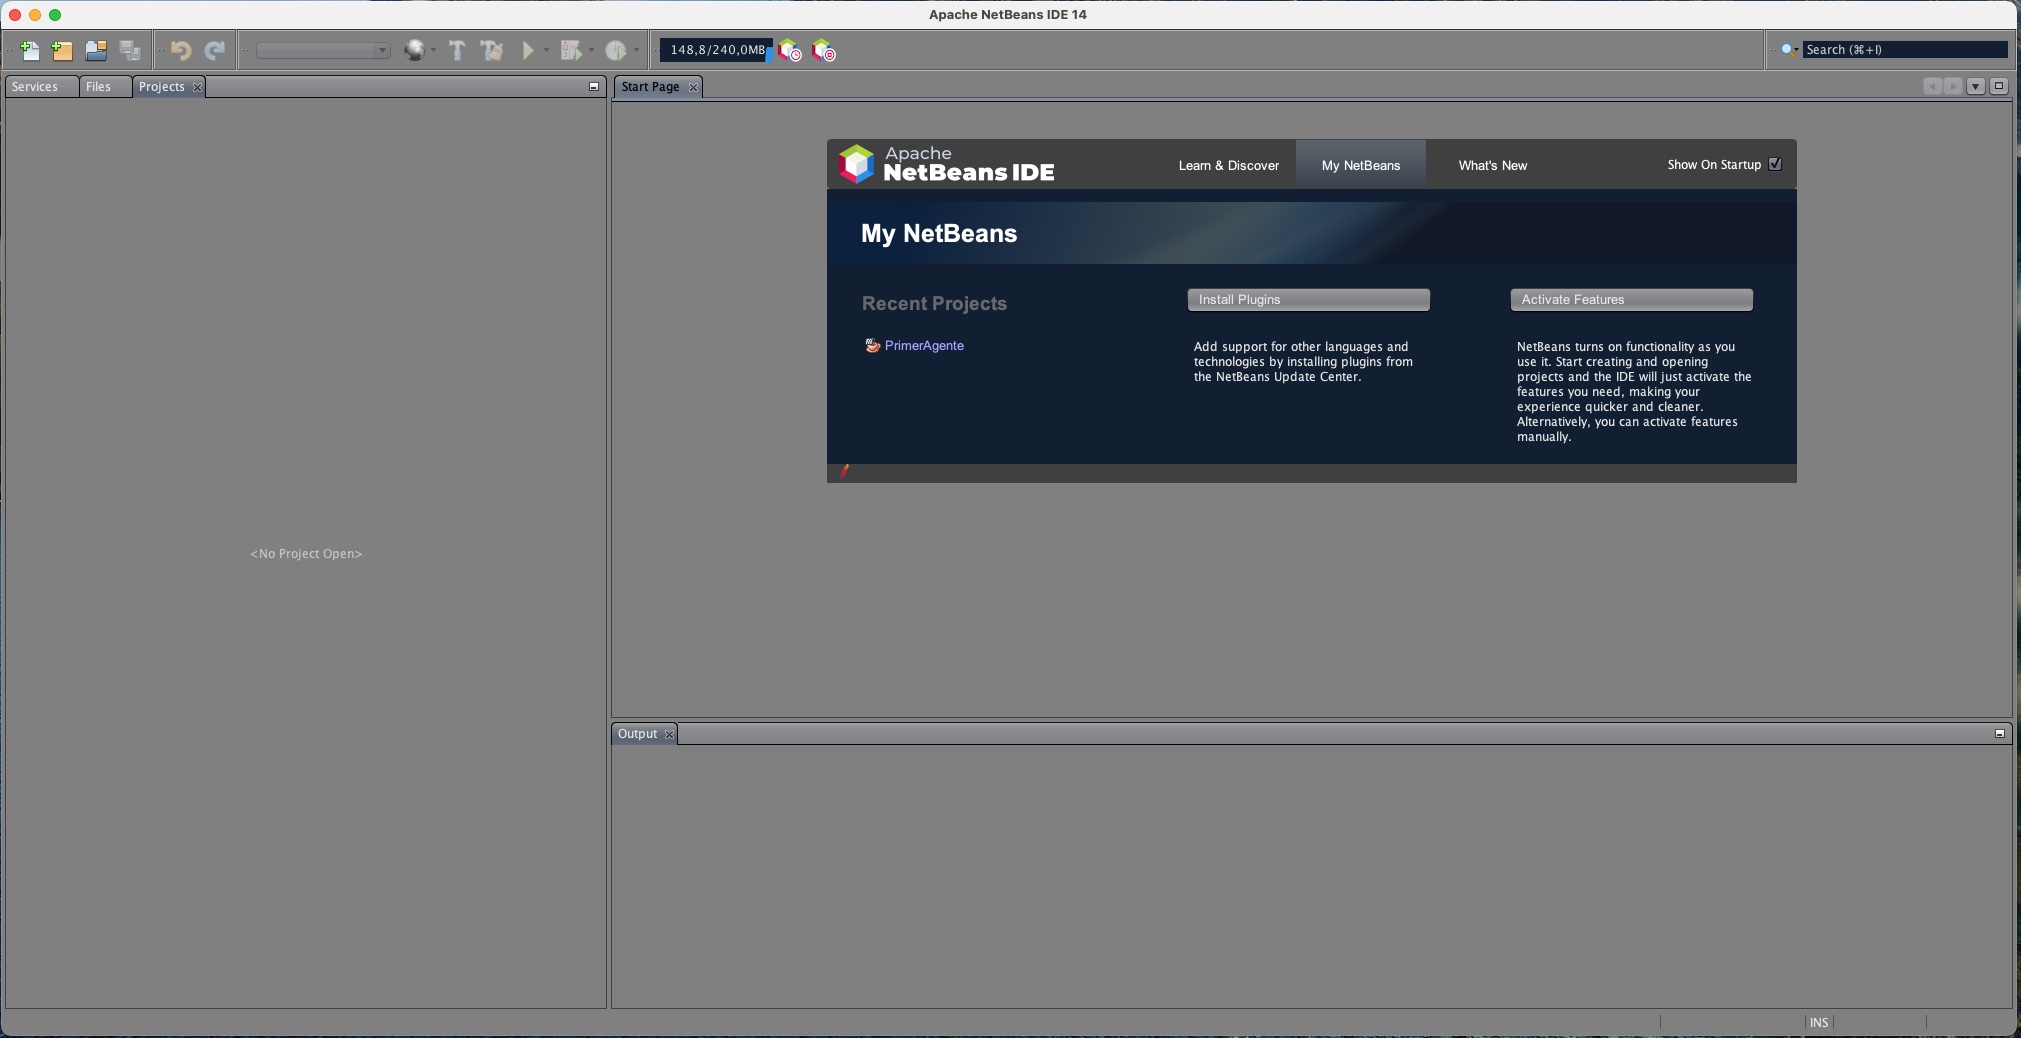 Apache NetBeans IDE 14
148,8/240,0MB
Search (⌘+I)
Services
Files
Projects
Start Page
Apache
NetBeans IDE
Learn & Discover
My NetBeans
What's New
Show On Startup
My NetBeans
Recent Projects
PrimerAgente
Install Plugins
Add support for other languages and
technologies by installing plugins from
the NetBeans Update Center.
Activate Features
NetBeans turns on functionality as you
use it. Start creating and opening
projects and the IDE will just activate the
features you need, making your
experience quicker and cleaner.
Alternatively, you can activate features
manually.
<No Project Open>
Output
INS